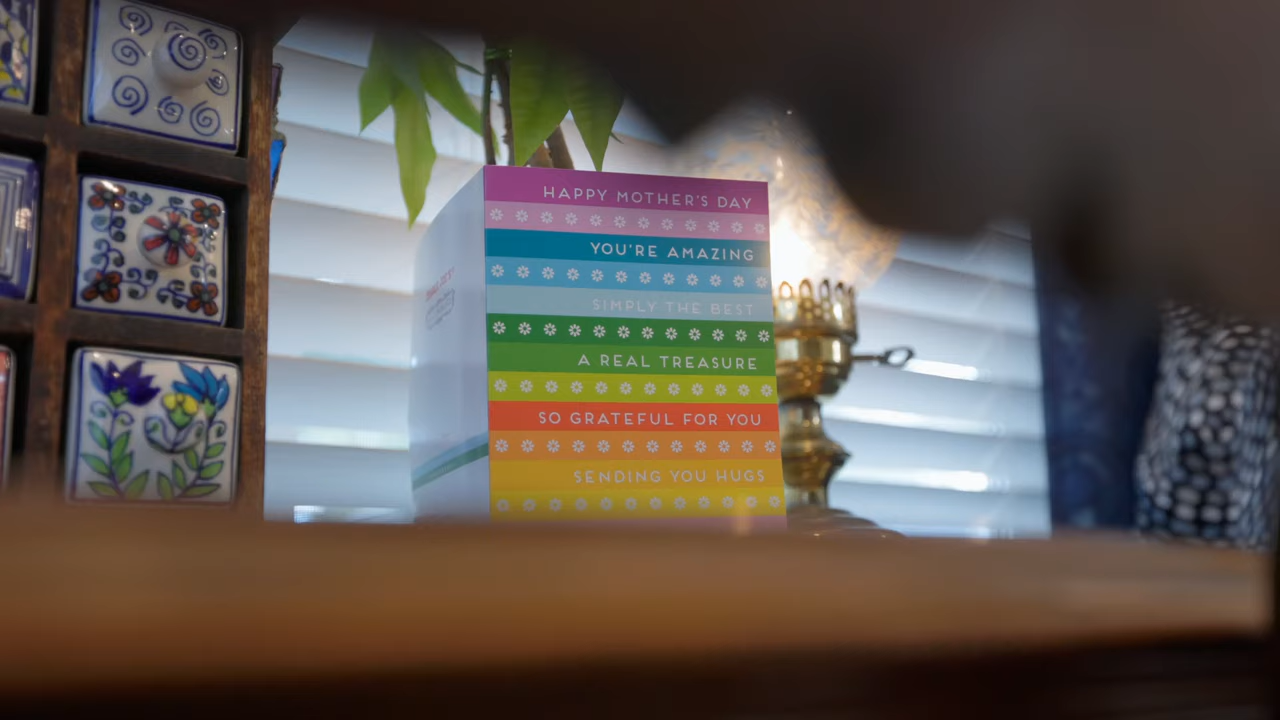 HAPPY MOTHER'S DAY
YOU'RE AMAZING
SIMPLY THE BEST
A REAL TREASURE
SO GRATEFUL FOR YOU
SENDING YOU HUGS